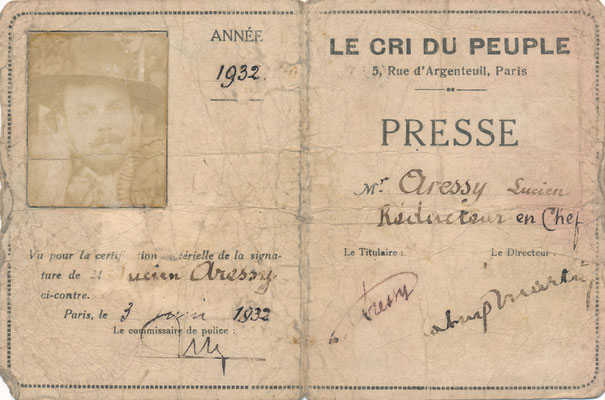 ANNÉE
1932.
Vu pour la certification matérielle de la signa-
ture de M Lucien Aressy
ci-contre.
Paris, le 3 juin 1932
Le commissaire de police :
LE CRI DU PEUPLE
5, Rue d'Argenteuil, Paris
PRESSE
Mr Aressy Lucien
Rédacteur en Chef
Le Titulaire : Le Directeur :
Aressy